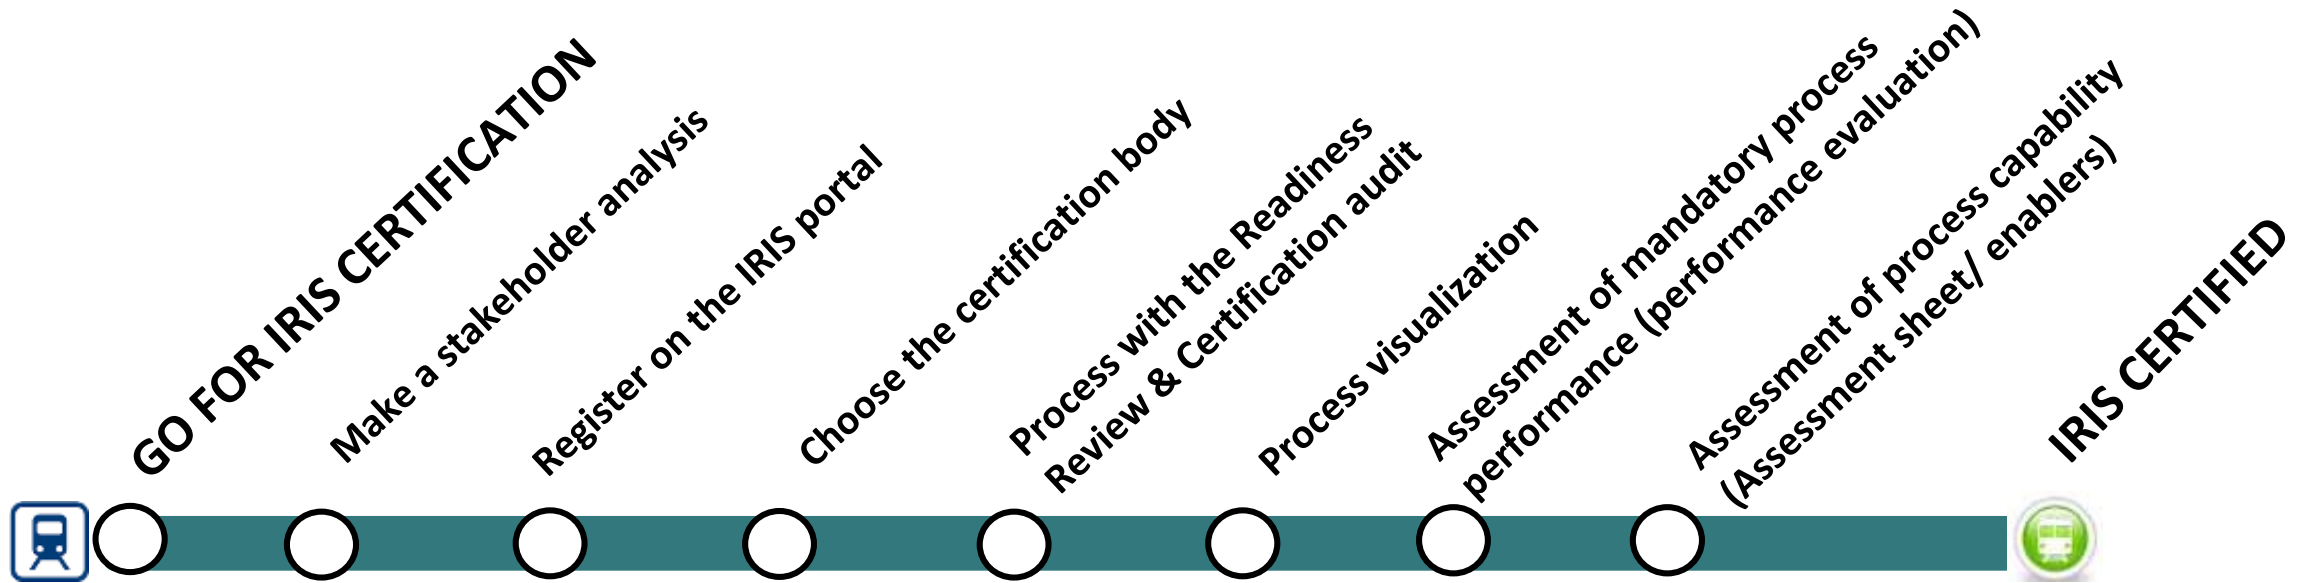 GO FOR IRIS CERTIFICATION
Make a stakeholder analysis
Register on the IRIS portal
Choose the certification body
Process with the Readiness
Review & Certification audit
Process visualization
Assessment of mandatory process
performance (performance evaluation)
Assessment of process capability
(Assessment sheet/ enablers)
IRIS CERTIFIED